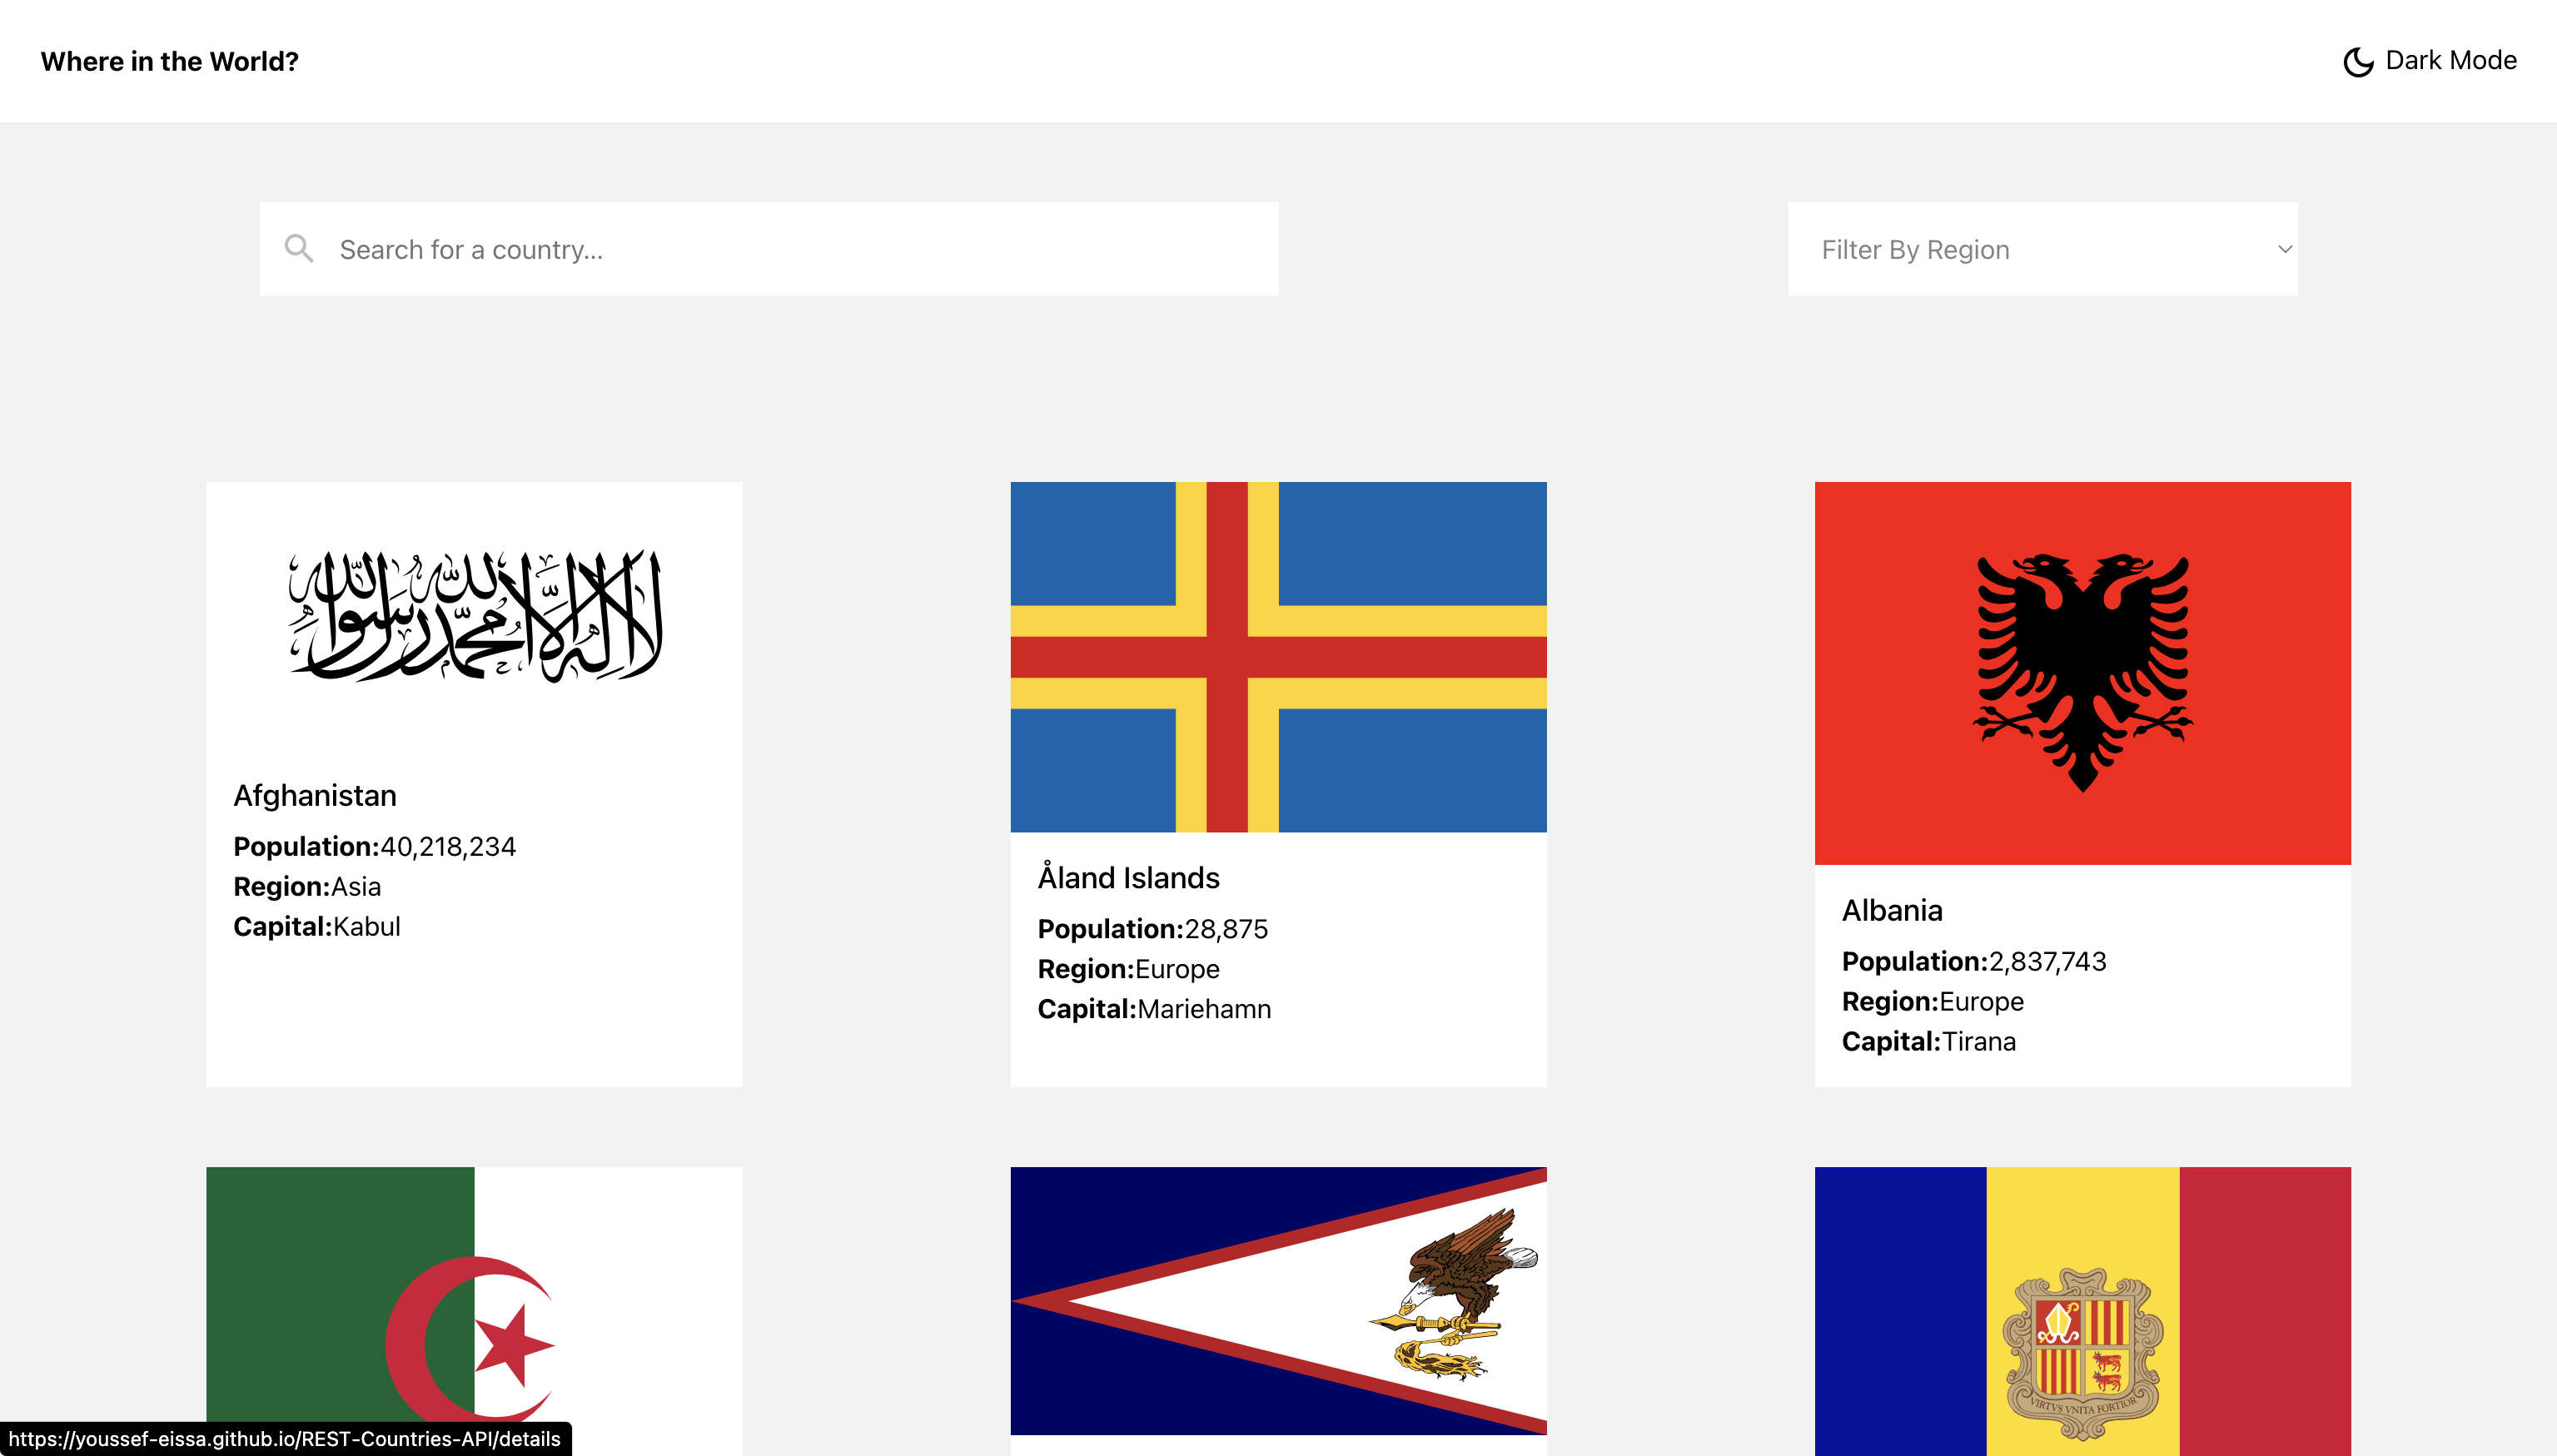 Where in the World?
Dark Mode
Search for a country...
Filter By Region
لا إله إلا الله محمد رسول الله
Afghanistan
Population:40,218,234
Region:Asia
Capital:Kabul
Åland Islands
Population:28,875
Region:Europe
Capital:Mariehamn
Albania
Population:2,837,743
Region:Europe
Capital:Tirana
VIRTVS VNITA FORTIOR
https://youssef-eissa.github.io/REST-Countries-API/details